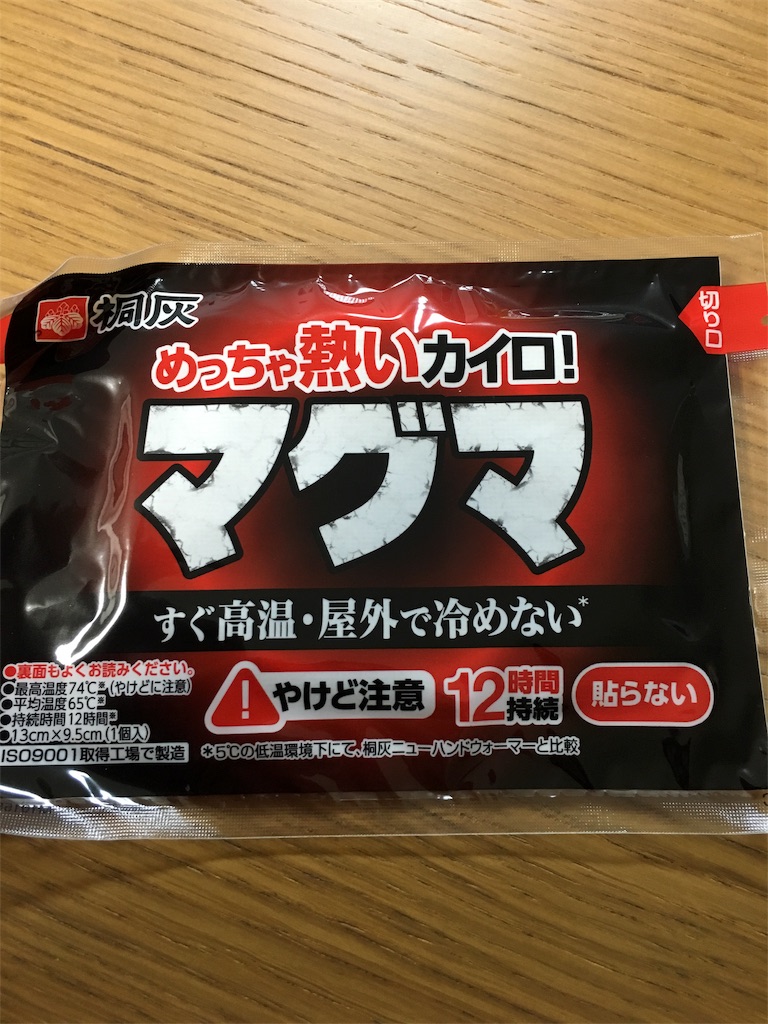 桐灰
切り口
めっちゃ熱いカイロ!
マグマ
すぐ高温・屋外で冷めない*
●裏面もよくお読みください。
●最高温度74℃*(やけどに注意)
●平均温度65℃*
●持続時間12時間*
●13cm×9.5cm(1個入)
ISO9001取得工場で製造
やけど注意
12時間持続
貼らない
*5℃の低温環境下にて、桐灰ニューハンドウォーマーと比較